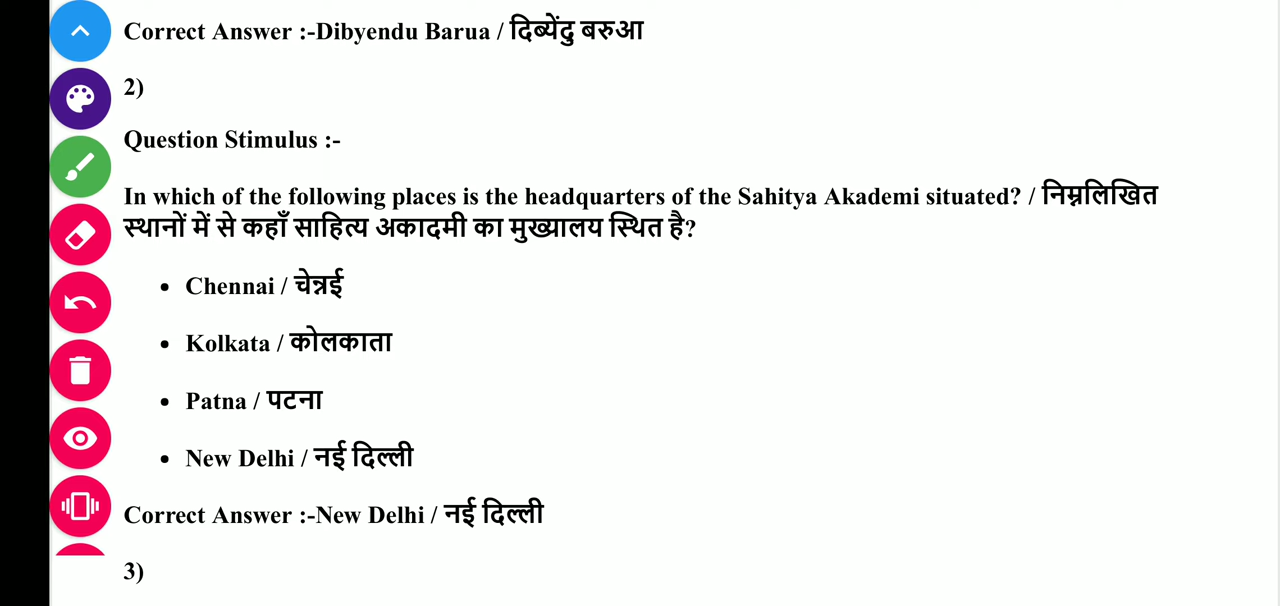 Correct Answer :-Dibyendu Barua / दिब्येंदु बरुआ
2)
Question Stimulus :-
In which of the following places is the headquarters of the Sahitya Akademi situated? / निम्नलिखित
स्थानों में से कहाँ साहित्य अकादमी का मुख्यालय स्थित है?
• Chennai / चेन्नई
• Kolkata / कोलकाता
• Patna / पटना
• New Delhi / नई दिल्ली
Correct Answer :-New Delhi / नई दिल्ली
3)